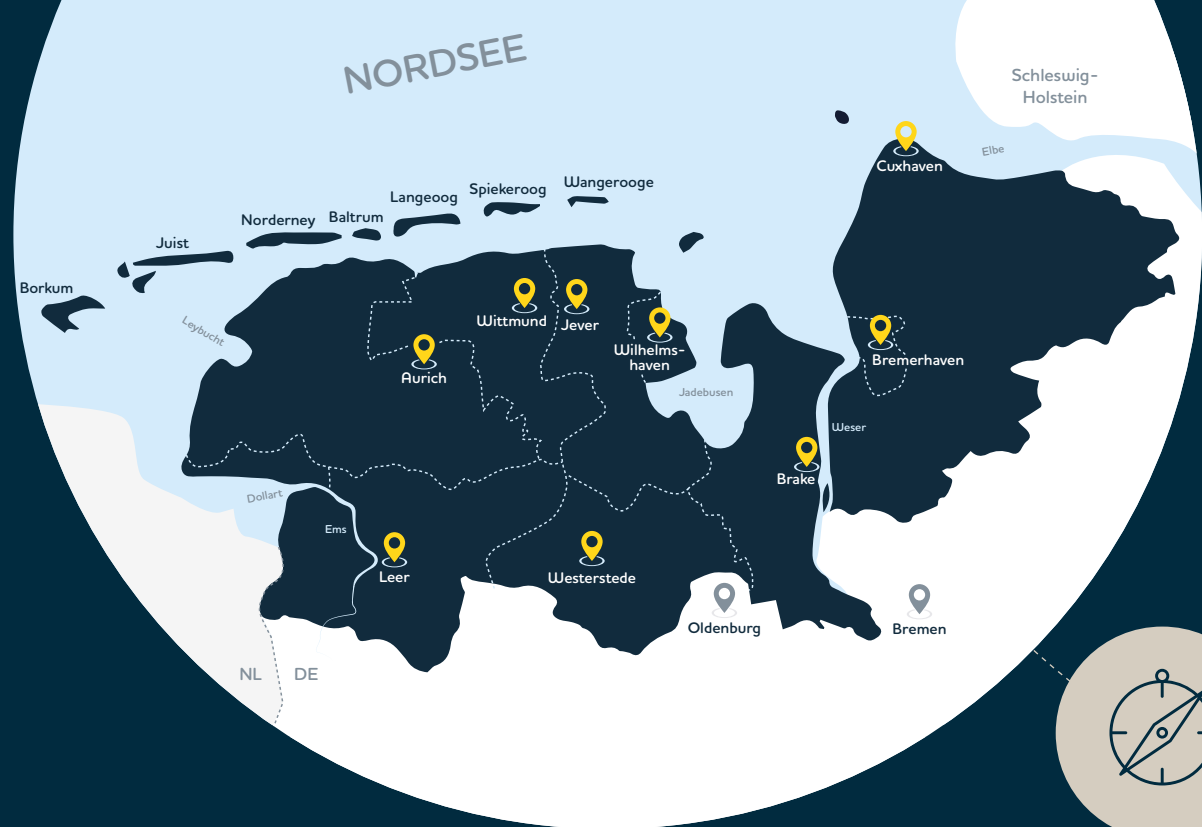 NORDSEE
Schleswig-
Holstein
Elbe
Cuxhaven
Wangerooge
Spiekeroog
Langeoog
Baltrum
Norderney
Juist
Borkum
Leybucht
Wittmund
Jever
Wilhelms-
haven
Bremerhaven
Aurich
Jadebusen
Weser
Brake
Dollart
Ems
Leer
Westerstede
Oldenburg
Bremen
NL
DE